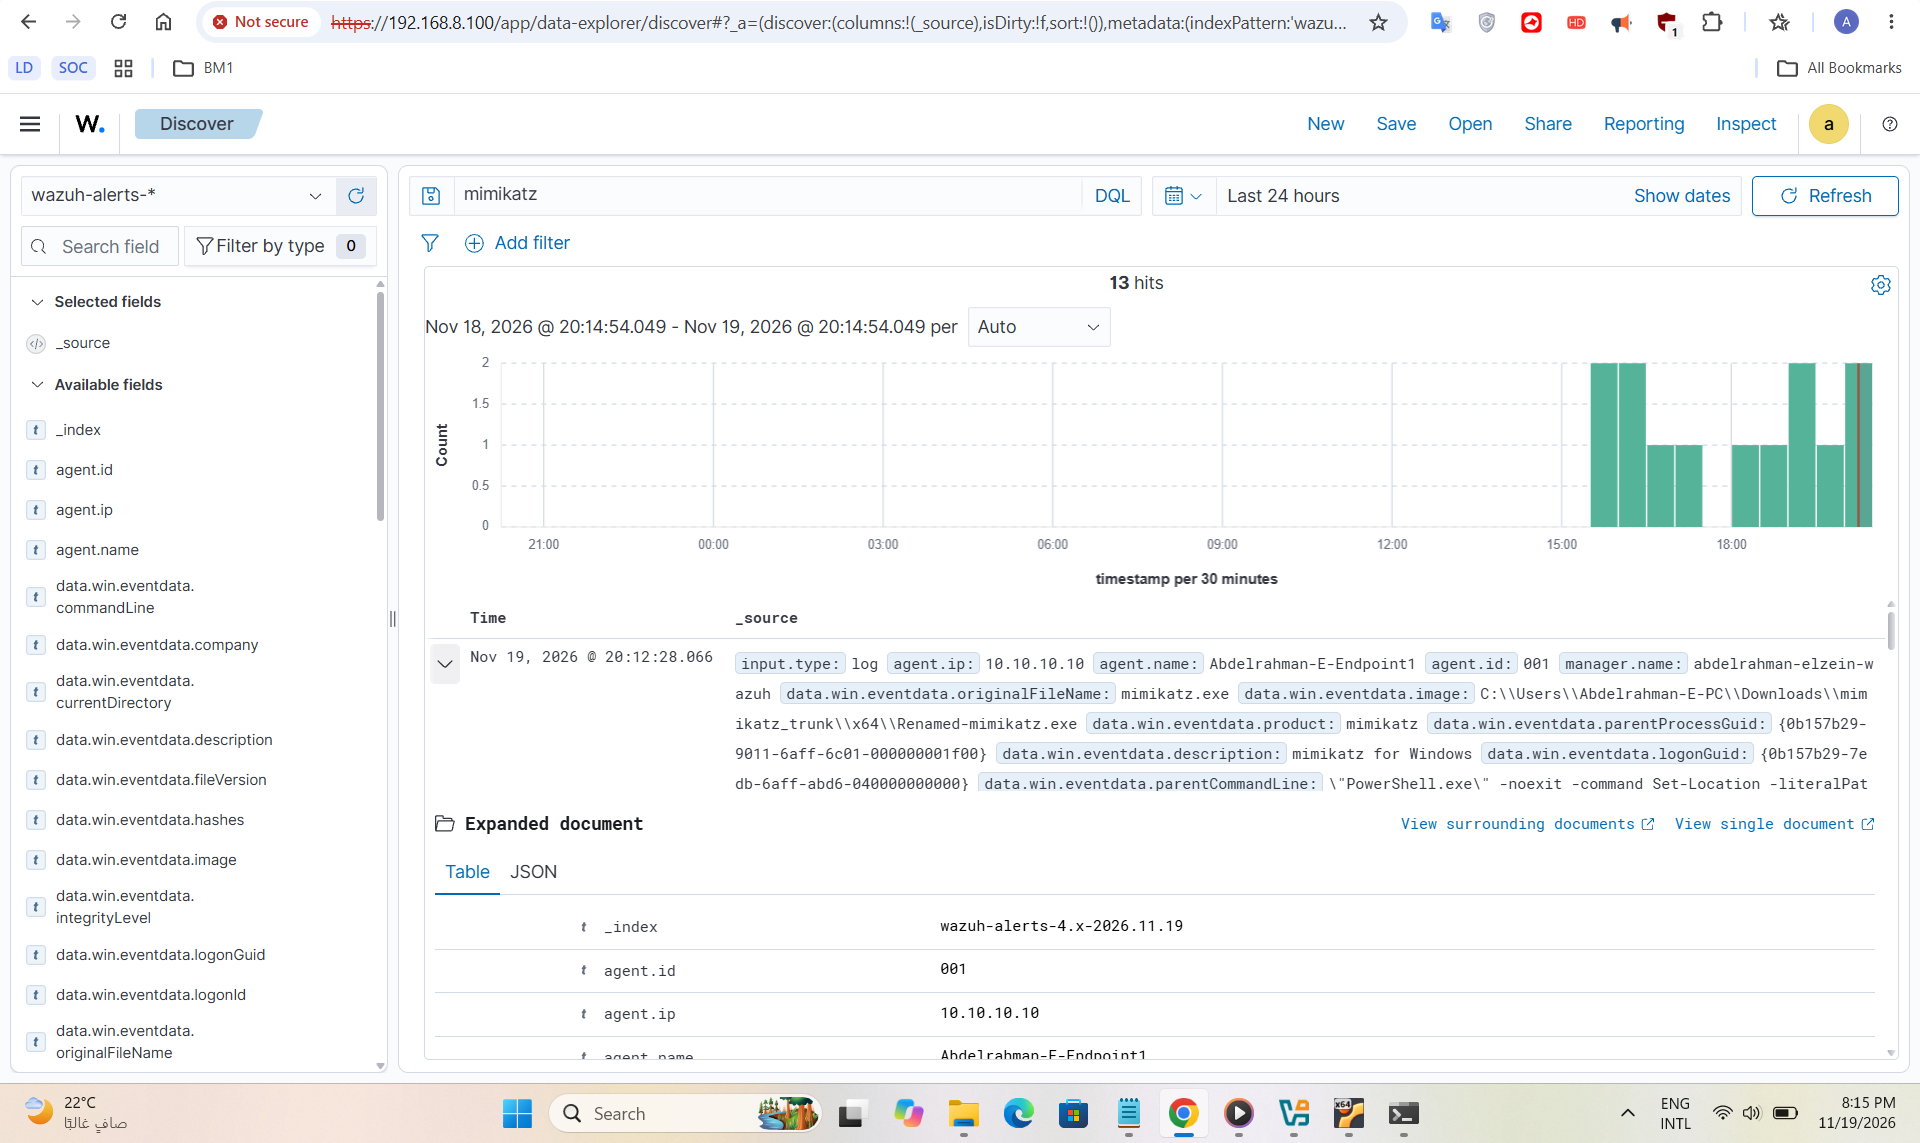 Not secure
https://192.168.8.100/app/data-explorer/discover#?_a=(discover:(columns:!(_source),isDirty:!f,sort:!()),metadata:(indexPattern:'wazu...
HD
1
A
LD
SOC
BM1
All Bookmarks
W.
Discover
New
Save
Open
Share
Reporting
Inspect
a
wazuh-alerts-*
mimikatz
DQL
Last 24 hours
Show dates
Refresh
Search field
Filter by type 0
Add filter
13 hits
Selected fields
_source
Available fields
t _index
t agent.id
t agent.ip
t agent.name
t data.win.eventdata.
commandLine
t data.win.eventdata.company
t data.win.eventdata.
currentDirectory
t data.win.eventdata.description
t data.win.eventdata.fileVersion
t data.win.eventdata.hashes
t data.win.eventdata.image
t data.win.eventdata.
integrityLevel
t data.win.eventdata.logonGuid
t data.win.eventdata.logonId
t data.win.eventdata.
originalFileName
Nov 18, 2026 @ 20:14:54.049 - Nov 19, 2026 @ 20:14:54.049 per
Auto
Count
2
1.5
1
0.5
0
21:00
00:00
03:00
06:00
09:00
12:00
15:00
18:00
timestamp per 30 minutes
Time
_source
Nov 19, 2026 @ 20:12:28.066
input.type: log agent.ip: 10.10.10.10 agent.name: Abdelrahman-E-Endpoint1 agent.id: 001 manager.name: abdelrahman-elzein-w
azuh data.win.eventdata.originalFileName: mimikatz.exe data.win.eventdata.image: C:\\Users\\Abdelrahman-E-PC\\Downloads\\mim
ikatz_trunk\\x64\\Renamed-mimikatz.exe data.win.eventdata.product: mimikatz data.win.eventdata.parentProcessGuid: {0b157b29-
9011-6aff-6c01-000000001f00} data.win.eventdata.description: mimikatz for Windows data.win.eventdata.logonGuid: {0b157b29-7e
db-6aff-abd6-040000000000} data.win.eventdata.parentCommandLine: \"PowerShell.exe\" -noexit -command Set-Location -literalPat
Expanded document
View surrounding documents
View single document
Table
JSON
t _index wazuh-alerts-4.x-2026.11.19
t agent.id 001
t agent.ip 10.10.10.10
t agent.name Abdelrahman-E-Endpoint1
22°C
صافٍ غالبًا
Search
x64
ENG
INTL
8:15 PM
11/19/2026